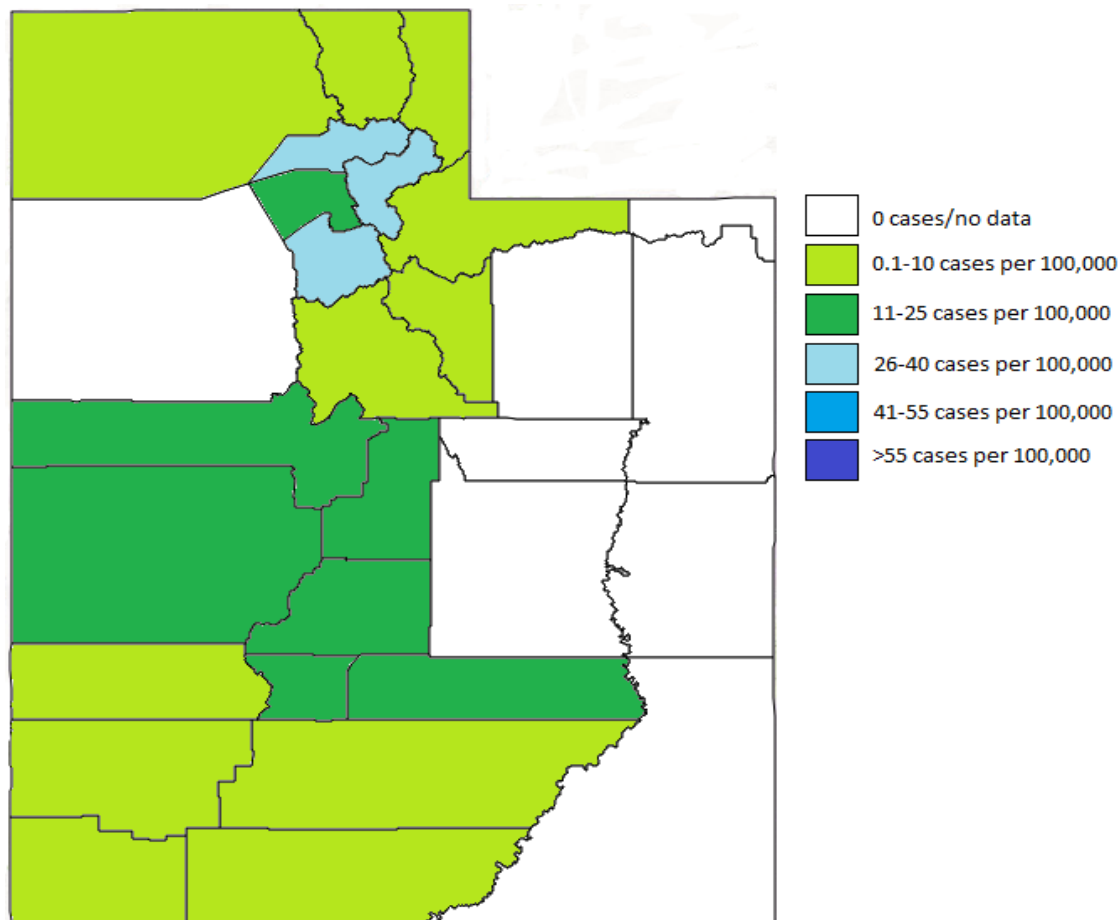 0 cases/no data
0.1-10 cases per 100,000
11-25 cases per 100,000
26-40 cases per 100,000
41-55 cases per 100,000
>55 cases per 100,000